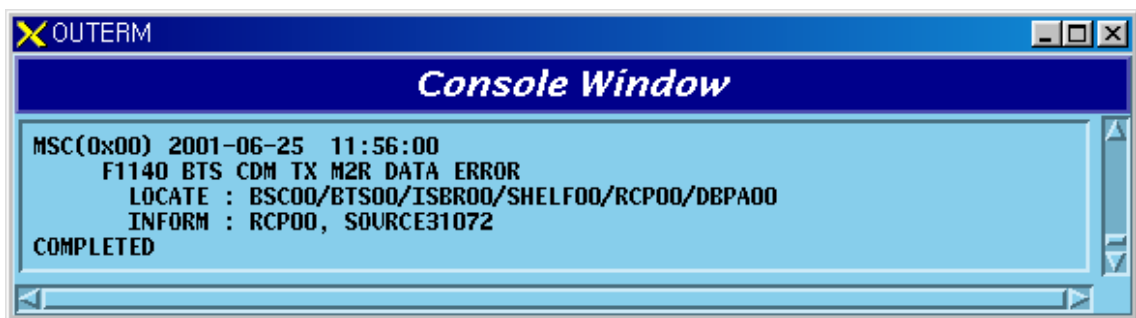 OUTERM
Console Window
MSC(0x00) 2001-06-25 11:56:00
F1140 BTS CDM TX M2R DATA ERROR
LOCATE : BSC00/BTS00/ISBR00/SHELF00/RCP00/DBPA00
INFORM : RCP00, SOURCE31072
COMPLETED